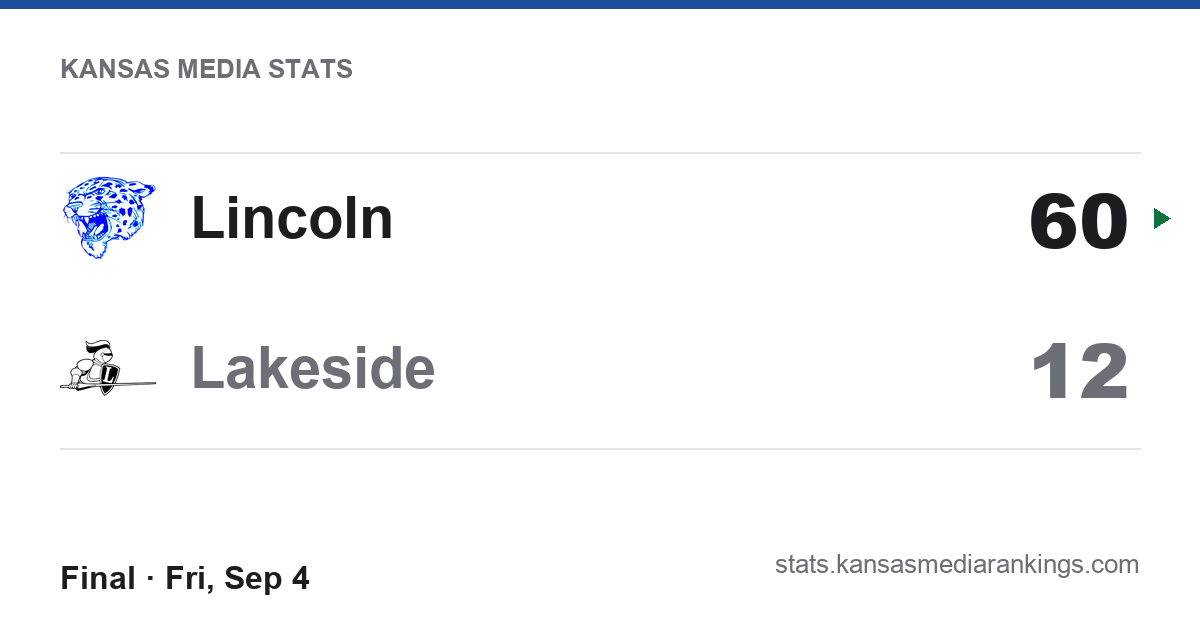 KANSAS MEDIA STATS
Lincoln 60
L
Lakeside 12
Final · Fri, Sep 4
stats.kansasmediarankings.com